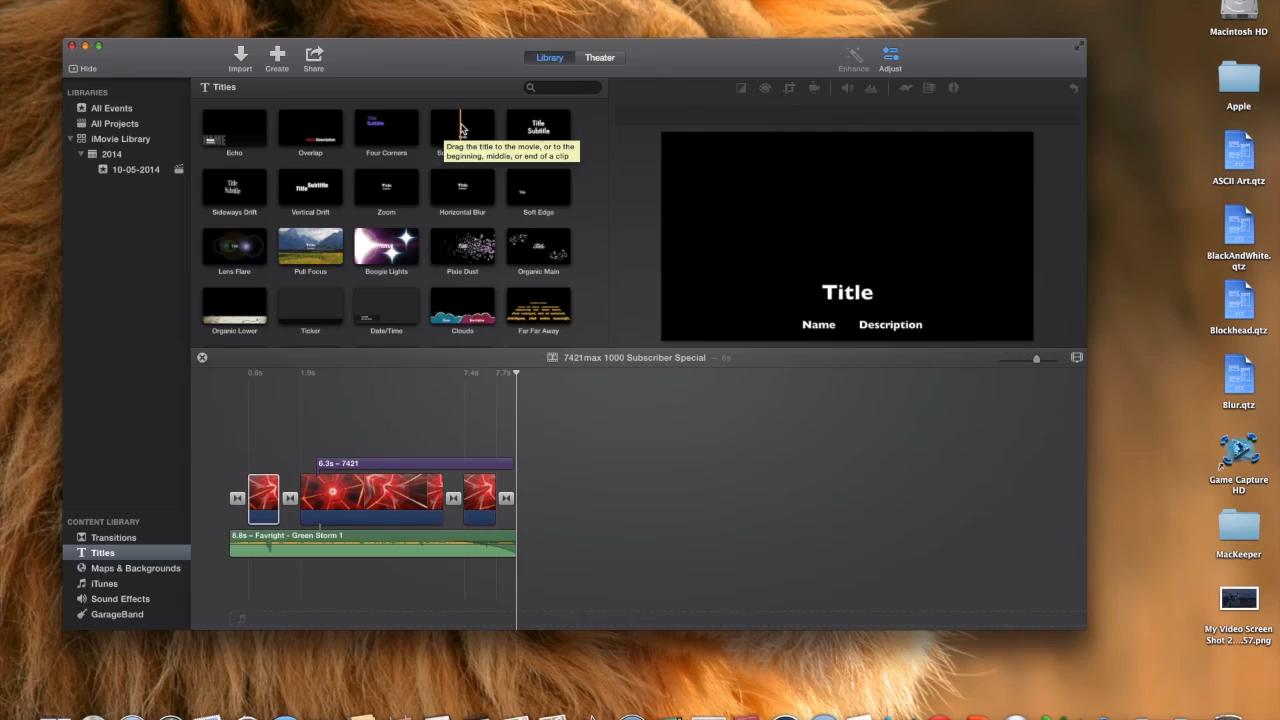 Macintosh HD
Hide
Import
Create
Share
Library
Theater
Enhance
Adjust
LIBRARIES
All Events
All Projects
iMovie Library
2014
10-05-2014
T Titles
Echo
Overlap
Four Corners
NAME
Title
Subtitle
Drag the title to the movie, or to the
beginning, middle, or end of a clip
Sideways Drift
Vertical Drift
Zoom
Horizontal Blur
Soft Edge
Lens Flare
Pull Focus
Boogie Lights
Pixie Dust
Organic Main
Organic Lower
Ticker
Date/Time
Clouds
Far Far Away
Title
Name Description
7421max 1000 Subscriber Special – 8s
0.6s
1.9s
7.4s
7.7s
6.3s – 7421
8.8s – Favright - Green Storm 1
CONTENT LIBRARY
Transitions
T Titles
Maps & Backgrounds
iTunes
Sound Effects
GarageBand
Apple
ASCII Art.qtz
BlackAndWhite.
qtz
Blockhead.qtz
Blur.qtz
Game Capture
HD
MacKeeper
My Video Screen
Shot 2....57.png